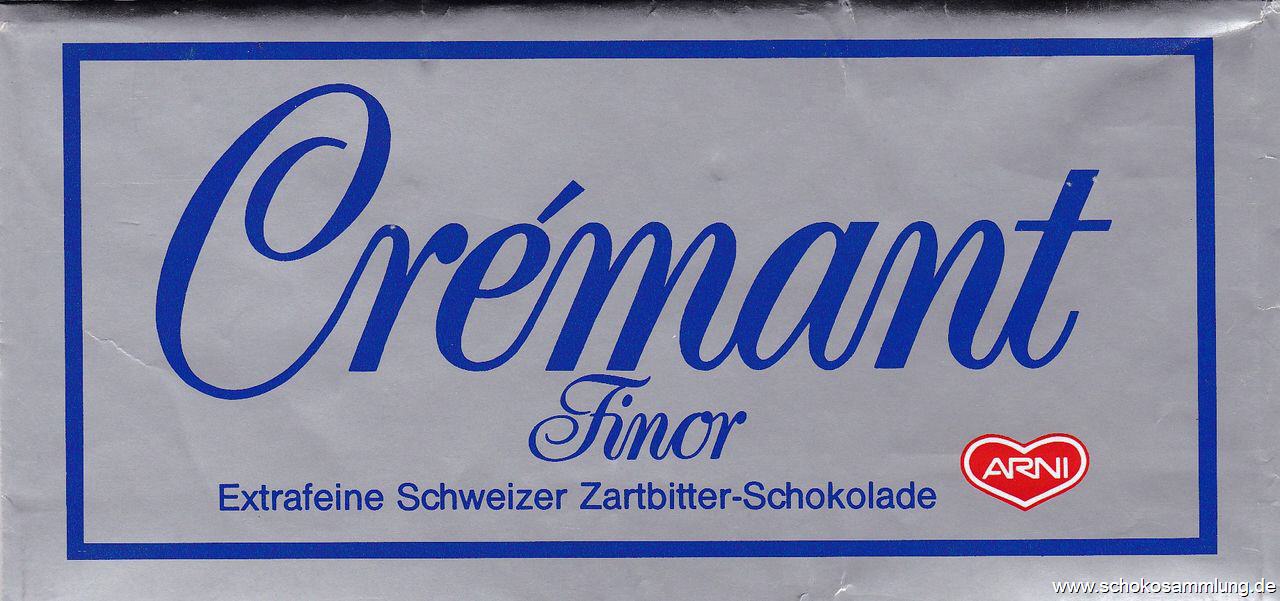 Crémant
Finor
Extrafeine Schweizer Zartbitter-Schokolade
ARNI
www.schokosammlung.de